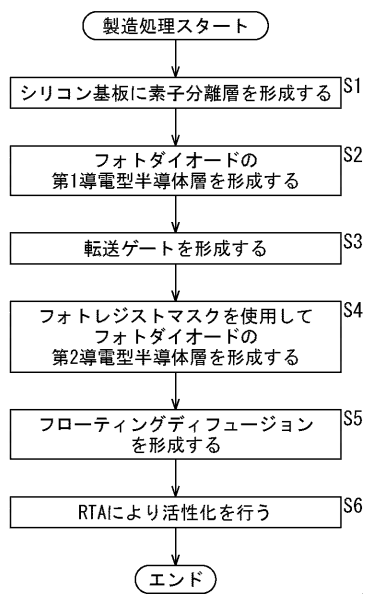 製造処理スタート
S1
シリコン基板に素子分離層を形成する
S2
フォトダイオードの
第1導電型半導体層を形成する
S3
転送ゲートを形成する
S4
フォトレジストマスクを使用して
フォトダイオードの
第2導電型半導体層を形成する
S5
フローティングディフュージョン
を形成する
S6
RTAにより活性化を行う
エンド